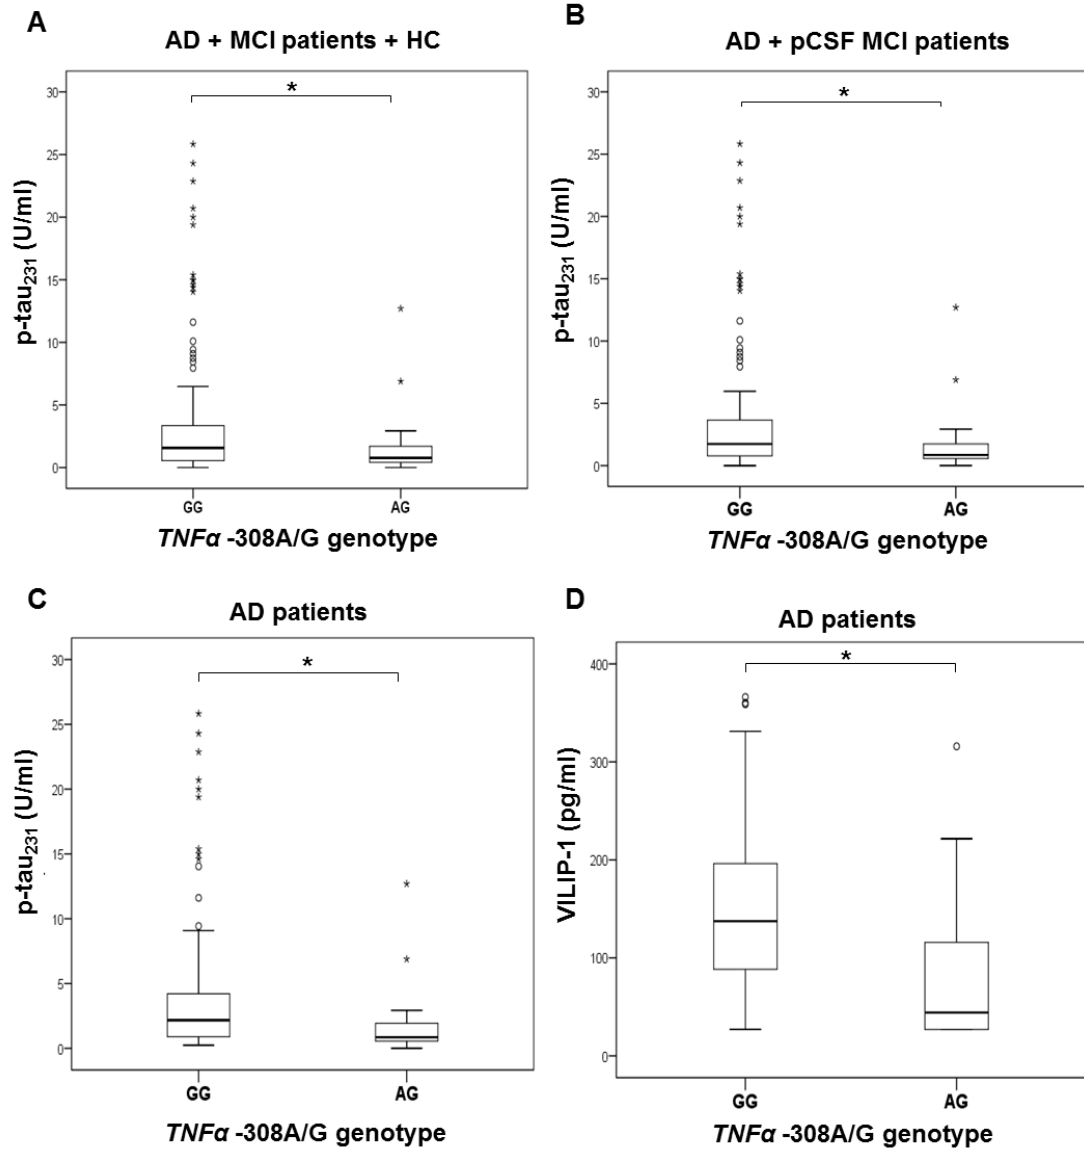 A
AD + MCI patients + HC
*
30
25
20
15
10
5
0
p-tau231 (U/ml)
GG AG
TNFα -308A/G genotype
B
AD + pCSF MCI patients
*
30
25
20
15
10
5
0
p-tau231 (U/ml)
GG AG
TNFα -308A/G genotype
C
AD patients
*
30
25
20
15
10
5
0
p-tau231 (U/ml)
GG AG
TNFα -308A/G genotype
D
AD patients
*
400
300
200
100
0
VILIP-1 (pg/ml)
GG AG
TNFα -308A/G genotype